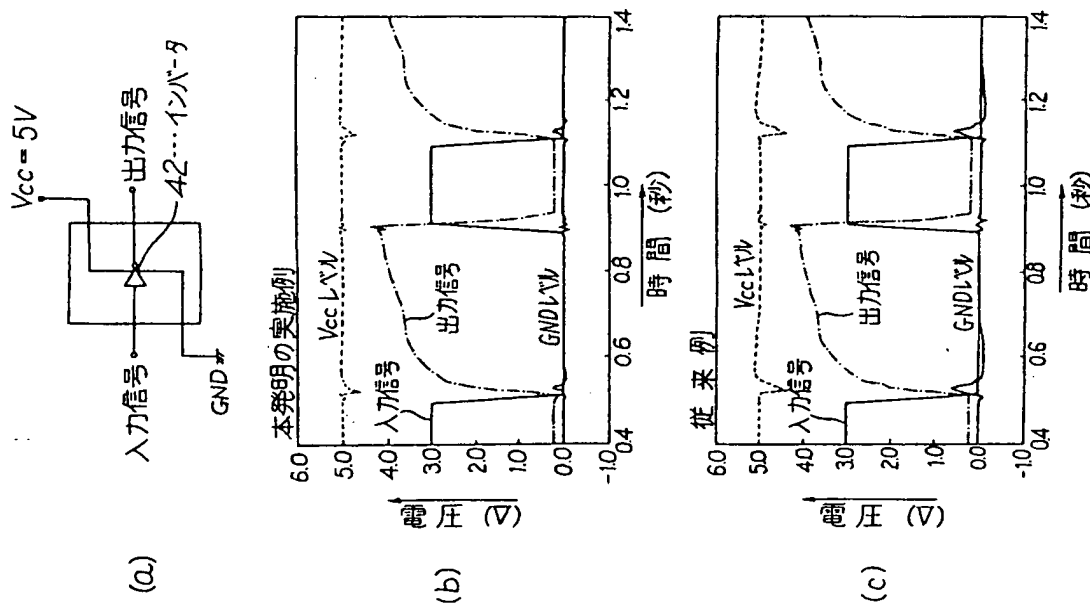 (a)
Vcc = 5V
入力信号
出力信号
42…インバータ
GND
(b)
本発明の実施例
電圧 (V)
6.0
5.0
4.0
3.0
2.0
1.0
0.0
-1.0
Vccレベル
入力信号
出力信号
GNDレベル
0.4
0.6
0.8
1.0
1.2
1.4
時間 (秒)
(c)
従来例
電圧 (V)
6.0
5.0
4.0
3.0
2.0
1.0
0.0
-1.0
Vccレベル
入力信号
出力信号
GNDレベル
0.4
0.6
0.8
1.0
1.2
1.4
時間 (秒)